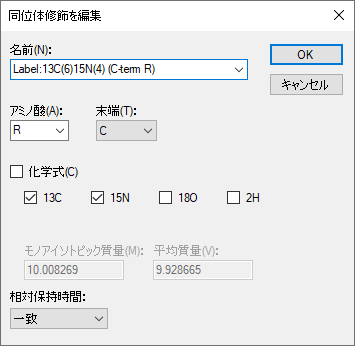 同位体修飾を編集
名前(N):
Label:13C(6)15N(4) (C-term R)
OK
キャンセル
アミノ酸(A):
末端(T):
R
C
化学式(C)
13C
15N
18O
2H
モノアイソトピック質量(M):
平均質量(V):
10.008269
9.928665
相対保持時間:
一致